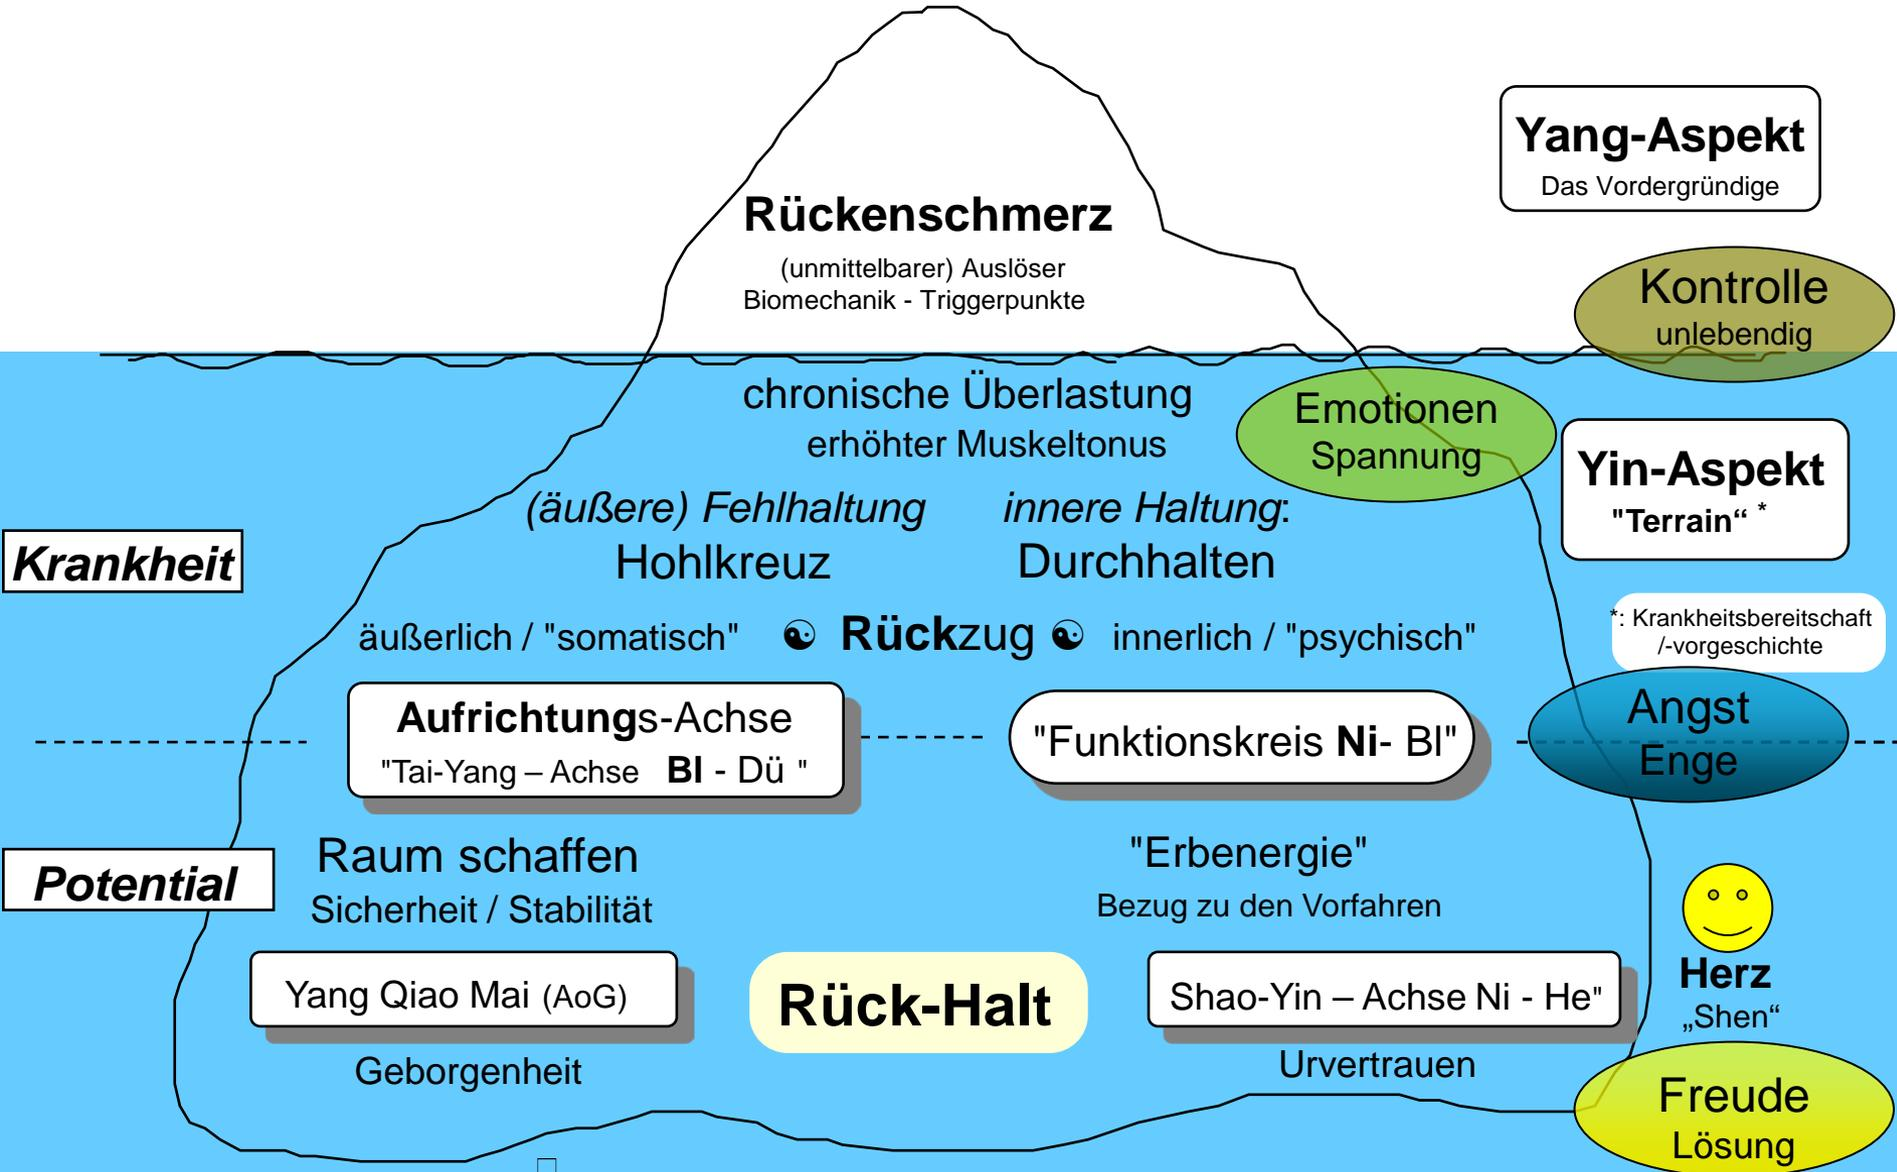 Yang-Aspekt
Das Vordergründige
Rückenschmerz
(unmittelbarer) Auslöser
Biomechanik - Triggerpunkte
Kontrolle
unlebendig
chronische Überlastung
erhöhter Muskeltonus
Emotionen
Spannung
Yin-Aspekt
"Terrain“ *
(äußere) Fehlhaltung
Hohlkreuz
innere Haltung:
Durchhalten
Krankheit
*: Krankheitsbereitschaft
/-vorgeschichte
äußerlich / "somatisch" ☯ Rückzug ☯ innerlich / "psychisch"
Aufrichtungs-Achse
"Tai-Yang – Achse Bl - Dü "
"Funktionskreis Ni- Bl"
Angst
Enge
Potential
Raum schaffen
Sicherheit / Stabilität
"Erbenergie"
Bezug zu den Vorfahren
Yang Qiao Mai (AoG)
Rück-Halt
Shao-Yin – Achse Ni - He"
Herz
„Shen“
Geborgenheit
Urvertrauen
Freude
Lösung